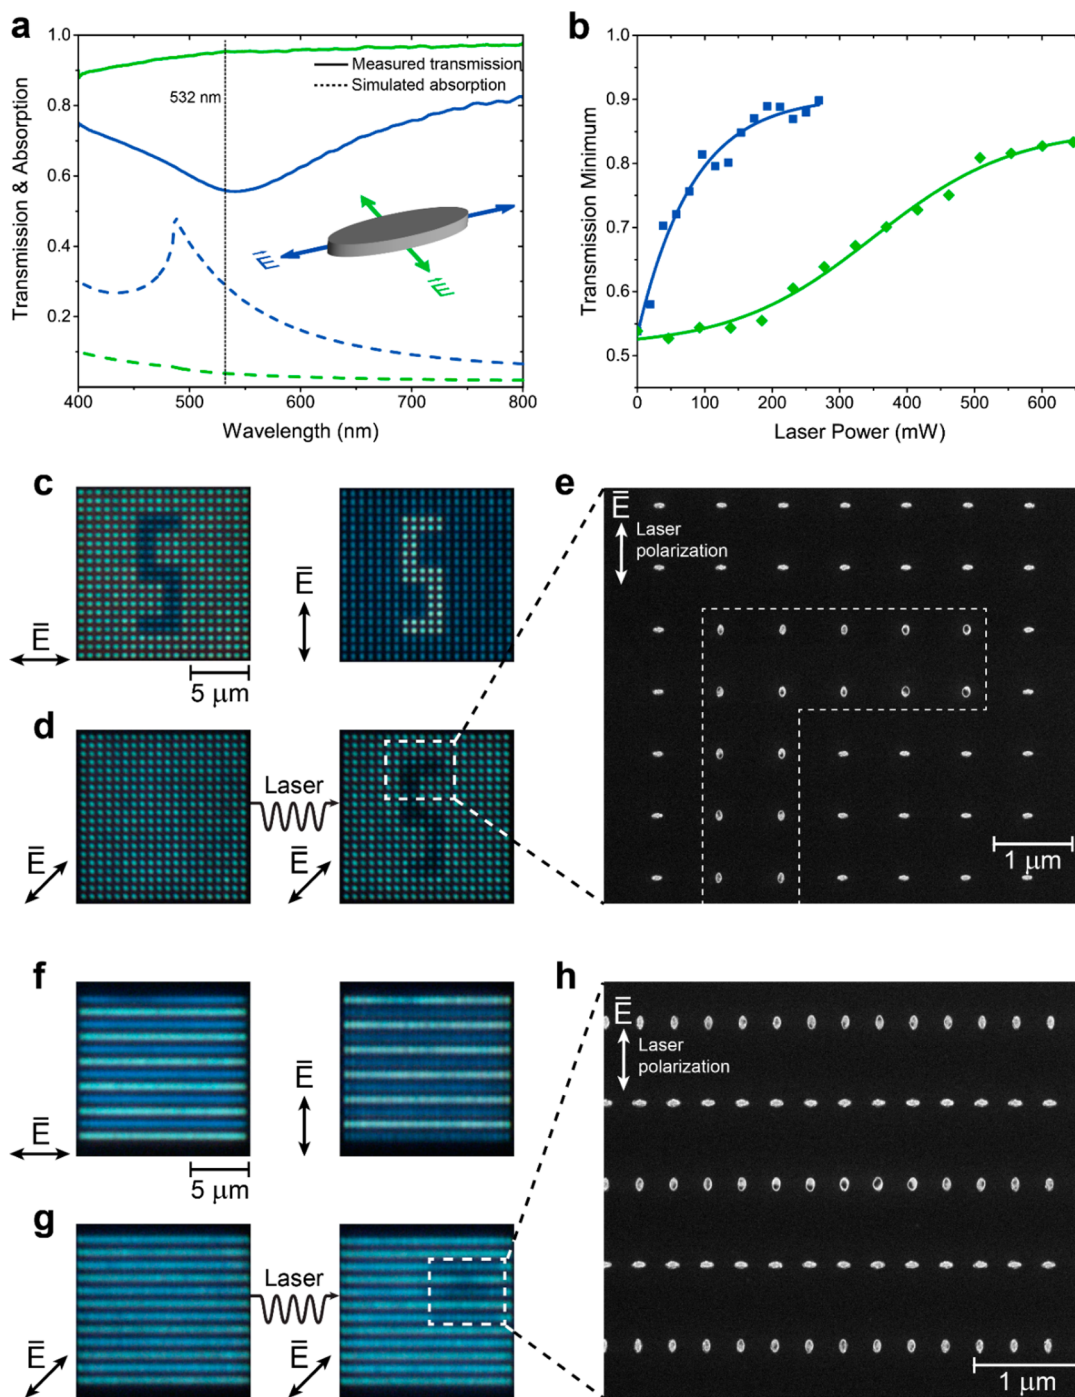 a
1.0
0.8
0.6
0.4
0.2
400
500
600
700
800
Transmission & Absorption
Wavelength (nm)
Measured transmission
Simulated absorption
532 nm
E
E
b
1.0
0.9
0.8
0.7
0.6
0.5
0
100
200
300
400
500
600
Transmission Minimum
Laser Power (mW)
c
E
5 μm
E
d
E
Laser
E
e
E
Laser
polarization
1 μm
f
E
5 μm
E
g
E
Laser
E
h
E
Laser
polarization
1 μm